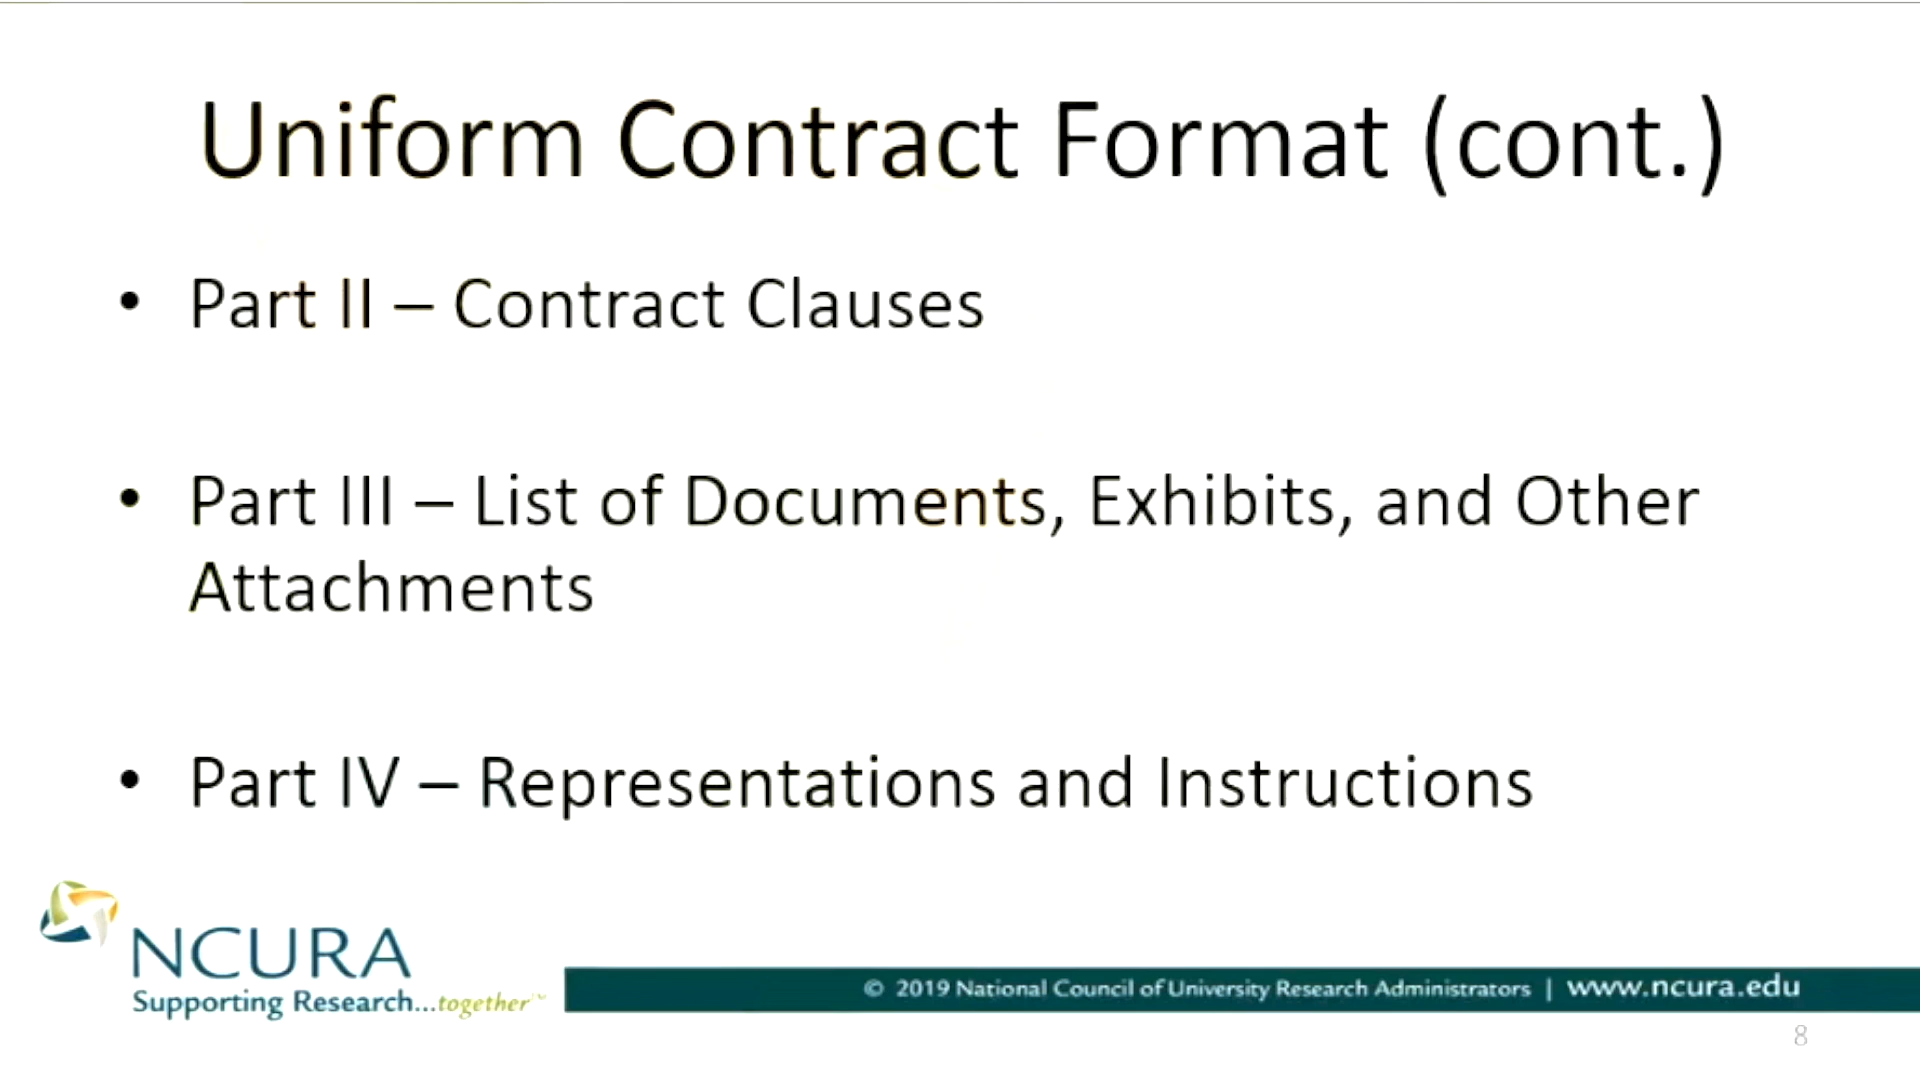 Uniform Contract Format (cont.)
• Part II – Contract Clauses
• Part III – List of Documents, Exhibits, and Other
Attachments
• Part IV – Representations and Instructions
NCURA
Supporting Research...together™
© 2019 National Council of University Research Administrators | www.ncura.edu
8